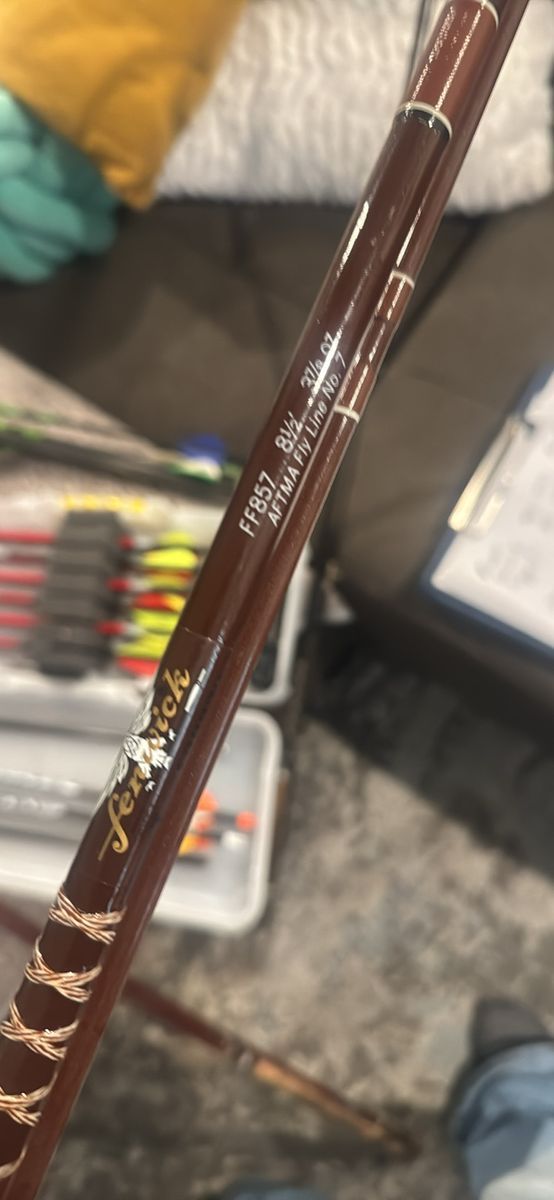 FF857 8½' 3⅞ oz.
AFTMA Fly Line No. 7
fenwick